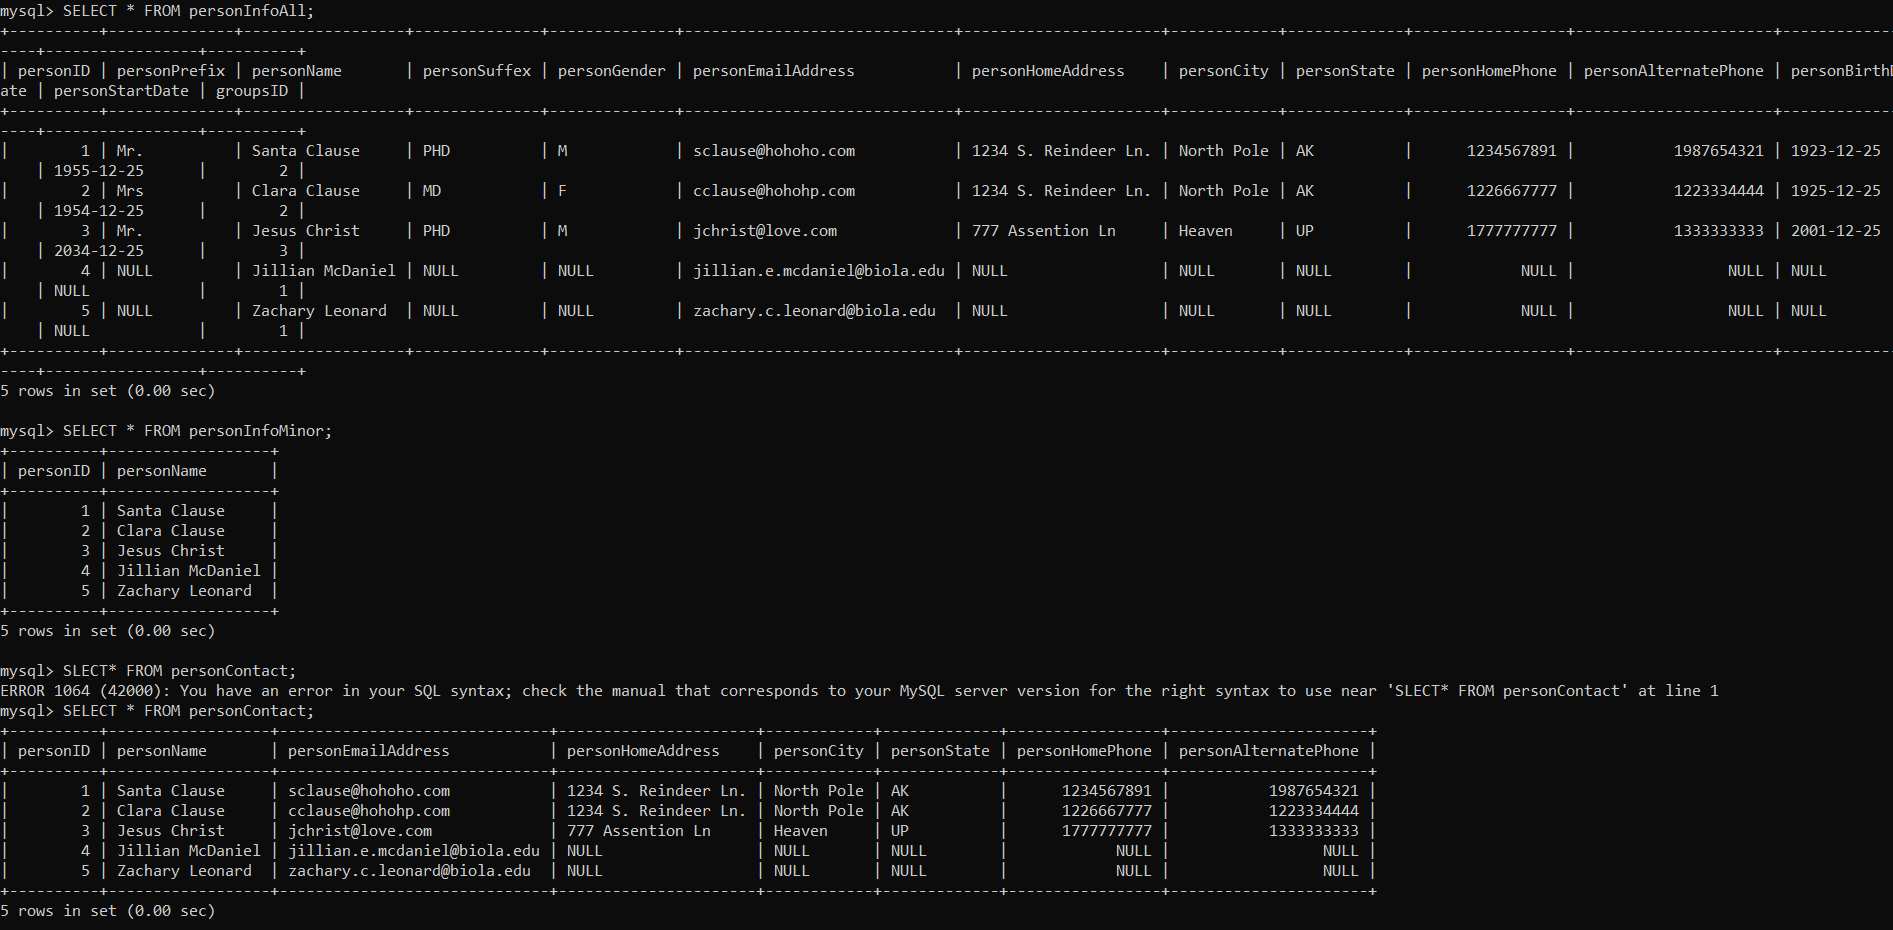 mysql> SELECT * FROM personInfoAll;
+----------+--------------+------------------+--------------+--------------+------------------------------+----------------------+------------+-------------+-----------------+----------------------+------------
----+-----------------+----------+
| personID | personPrefix | personName       | personSuffex | personGender | personEmailAddress           | personHomeAddress    | personCity | personState | personHomePhone | personAlternatePhone | personBirthD
ate | personStartDate | groupsID |
+----------+--------------+------------------+--------------+--------------+------------------------------+----------------------+------------+-------------+-----------------+----------------------+------------
----+-----------------+----------+
|        1 | Mr.          | Santa Clause     | PHD          | M            | sclause@hohoho.com           | 1234 S. Reindeer Ln. | North Pole | AK          |      1234567891 |           1987654321 | 1923-12-25
    | 1955-12-25      |        2 |
|        2 | Mrs          | Clara Clause     | MD           | F            | cclause@hohohp.com           | 1234 S. Reindeer Ln. | North Pole | AK          |      1226667777 |           1223334444 | 1925-12-25
    | 1954-12-25      |        2 |
|        3 | Mr.          | Jesus Christ     | PHD          | M            | jchrist@love.com             | 777 Assention Ln     | Heaven     | UP          |      1777777777 |           1333333333 | 2001-12-25
    | 2034-12-25      |        3 |
|        4 | NULL         | Jillian McDaniel | NULL         | NULL         | jillian.e.mcdaniel@biola.edu | NULL                 | NULL       | NULL        |            NULL |                 NULL | NULL
    | NULL            |        1 |
|        5 | NULL         | Zachary Leonard  | NULL         | NULL         | zachary.c.leonard@biola.edu  | NULL                 | NULL       | NULL        |            NULL |                 NULL | NULL
    | NULL            |        1 |
+----------+--------------+------------------+--------------+--------------+------------------------------+----------------------+------------+-------------+-----------------+----------------------+------------
----+-----------------+----------+
5 rows in set (0.00 sec)
mysql> SELECT * FROM personInfoMinor;
+----------+------------------+
| personID | personName       |
+----------+------------------+
|        1 | Santa Clause     |
|        2 | Clara Clause     |
|        3 | Jesus Christ     |
|        4 | Jillian McDaniel |
|        5 | Zachary Leonard  |
+----------+------------------+
5 rows in set (0.00 sec)
mysql> SLECT* FROM personContact;
ERROR 1064 (42000): You have an error in your SQL syntax; check the manual that corresponds to your MySQL server version for the right syntax to use near 'SLECT* FROM personContact' at line 1
mysql> SELECT * FROM personContact;
+----------+------------------+------------------------------+----------------------+------------+-------------+-----------------+----------------------+
| personID | personName       | personEmailAddress           | personHomeAddress    | personCity | personState | personHomePhone | personAlternatePhone |
+----------+------------------+------------------------------+----------------------+------------+-------------+-----------------+----------------------+
|        1 | Santa Clause     | sclause@hohoho.com           | 1234 S. Reindeer Ln. | North Pole | AK          |      1234567891 |           1987654321 |
|        2 | Clara Clause     | cclause@hohohp.com           | 1234 S. Reindeer Ln. | North Pole | AK          |      1226667777 |           1223334444 |
|        3 | Jesus Christ     | jchrist@love.com             | 777 Assention Ln     | Heaven     | UP          |      1777777777 |           1333333333 |
|        4 | Jillian McDaniel | jillian.e.mcdaniel@biola.edu | NULL                 | NULL       | NULL        |            NULL |                 NULL |
|        5 | Zachary Leonard  | zachary.c.leonard@biola.edu  | NULL                 | NULL       | NULL        |            NULL |                 NULL |
+----------+------------------+------------------------------+----------------------+------------+-------------+-----------------+----------------------+
5 rows in set (0.00 sec)